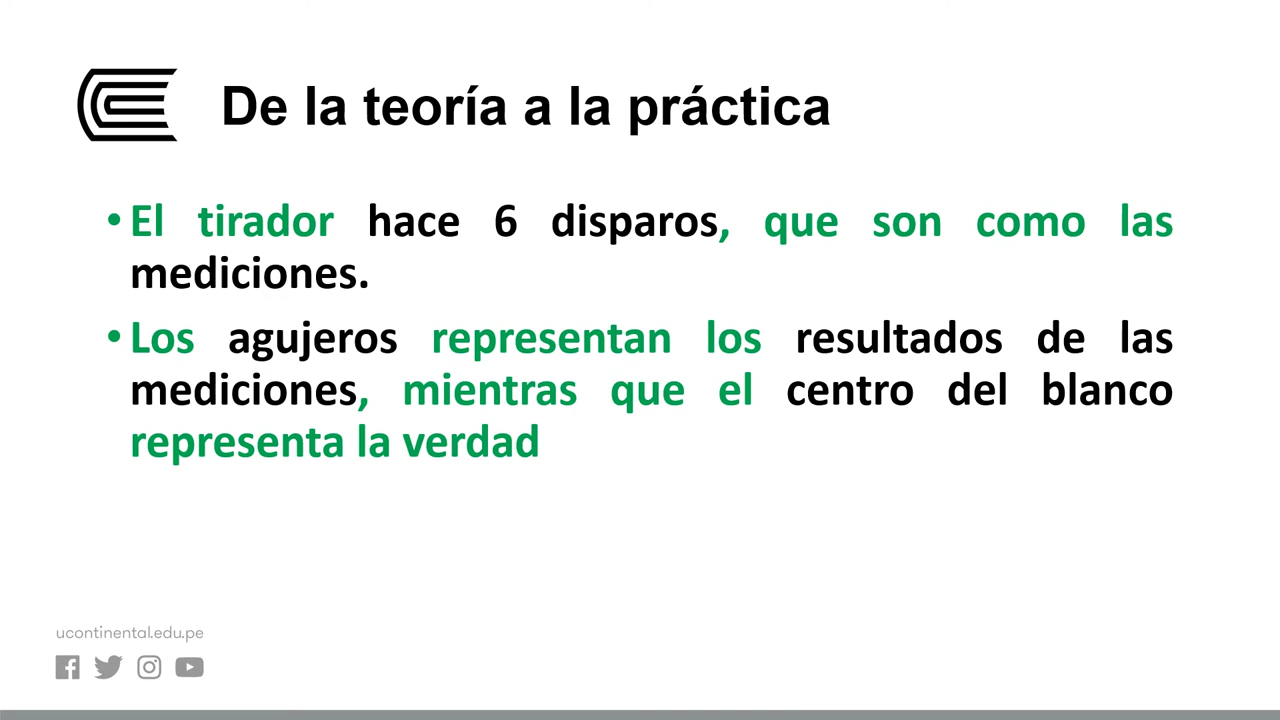 De la teoría a la práctica
• El tirador hace 6 disparos, que son como las
mediciones.
• Los agujeros representan los resultados de las
mediciones, mientras que el centro del blanco
representa la verdad
ucontinental.edu.pe